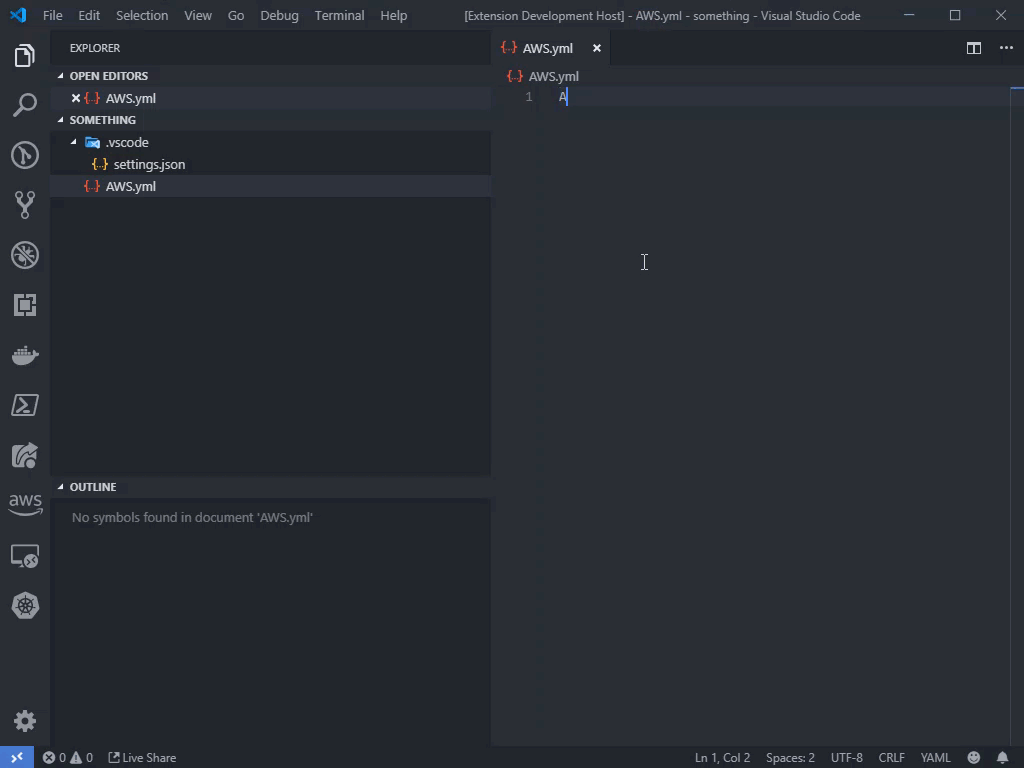 File Edit Selection View Go Debug Terminal Help [Extension Development Host] - AWS.yml - something - Visual Studio Code
EXPLORER
OPEN EDITORS
AWS.yml
SOMETHING
.vscode
settings.json
AWS.yml
OUTLINE
No symbols found in document 'AWS.yml'
aws
AWS.yml
AWS.yml
1 A
0 0 Live Share Ln 1, Col 2 Spaces: 2 UTF-8 CRLF YAML